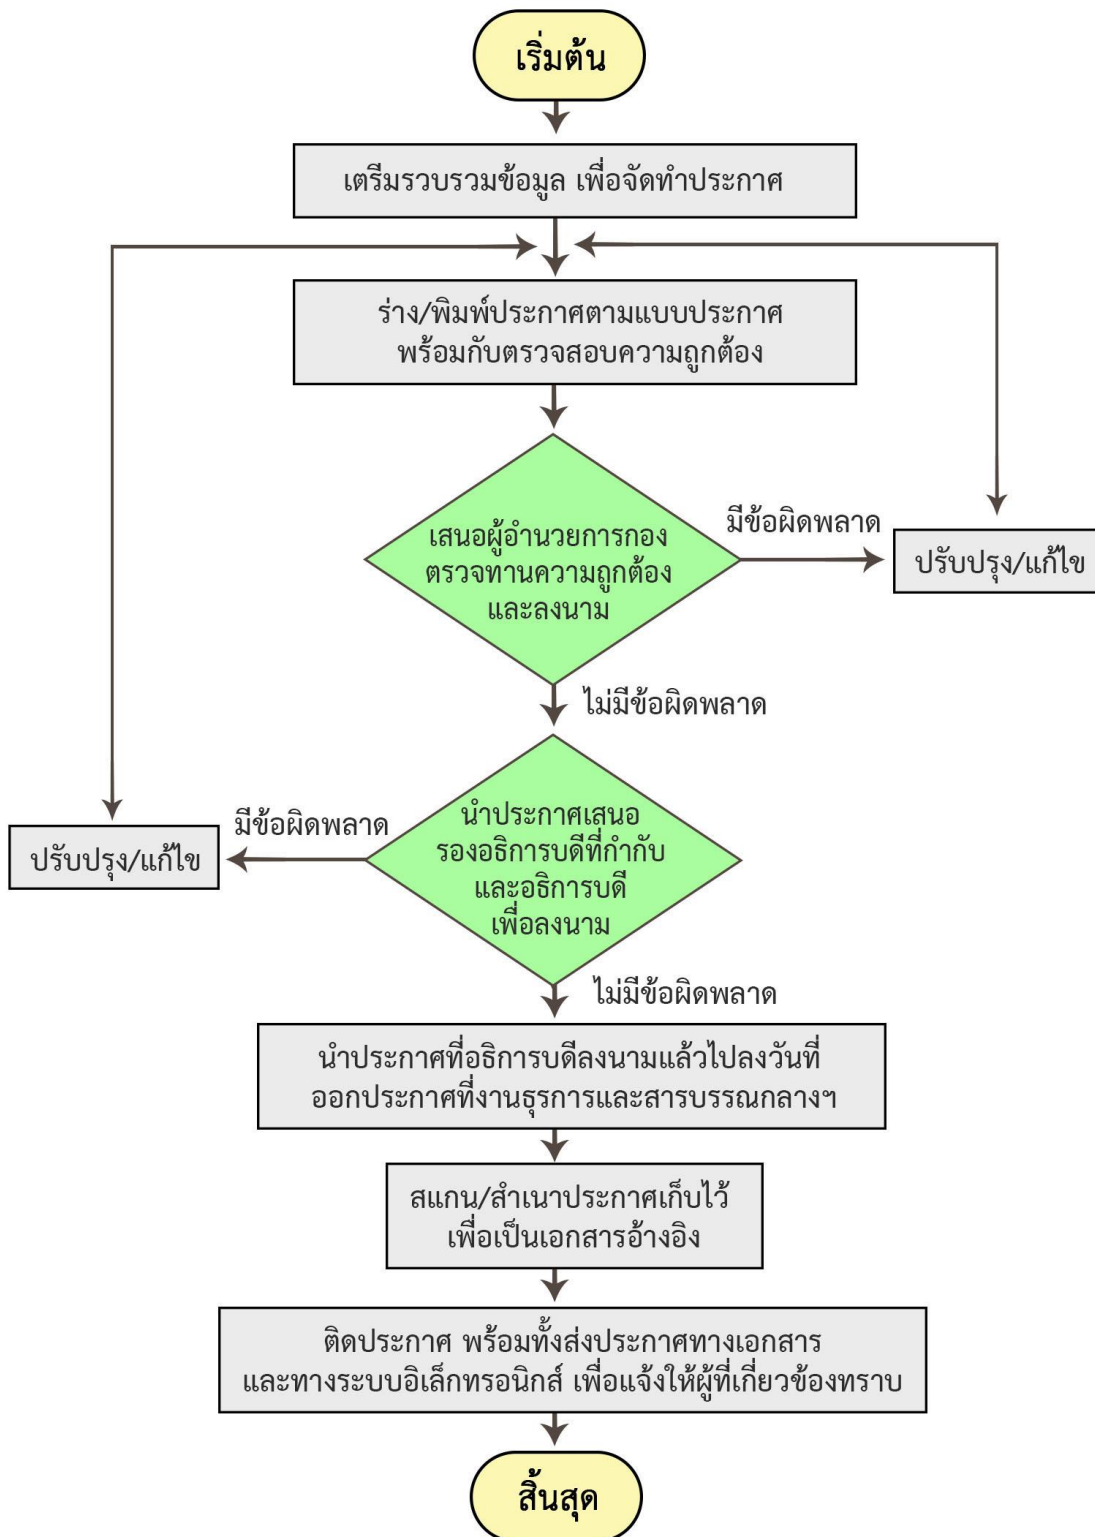 เริ่มต้น
เตรีมรวบรวมข้อมูล เพื่อจัดทำประกาศ
ร่าง/พิมพ์ประกาศตามแบบประกาศ
พร้อมกับตรวจสอบความถูกต้อง
เสนอผู้อำนวยการกอง
ตรวจทานความถูกต้อง
และลงนาม
มีข้อผิดพลาด
ปรับปรุง/แก้ไข
ไม่มีข้อผิดพลาด
นำประกาศเสนอ
รองอธิการบดีที่กำกับ
และอธิการบดี
เพื่อลงนาม
มีข้อผิดพลาด
ปรับปรุง/แก้ไข
ไม่มีข้อผิดพลาด
นำประกาศที่อธิการบดีลงนามแล้วไปลงวันที่
ออกประกาศที่งานธุรการและสารบรรณกลางฯ
สแกน/สำเนาประกาศเก็บไว้
เพื่อเป็นเอกสารอ้างอิง
ติดประกาศ พร้อมทั้งส่งประกาศทางเอกสาร
และทางระบบอิเล็กทรอนิกส์ เพื่อแจ้งให้ผู้ที่เกี่ยวข้องทราบ
สิ้นสุด